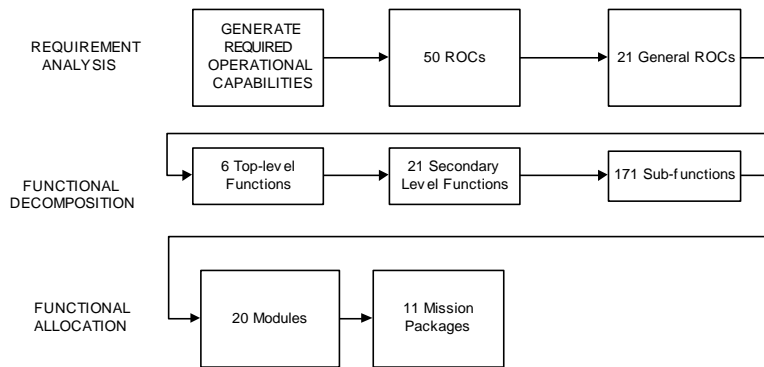 REQUIREMENT
ANALYSIS
GENERATE
REQUIRED
OPERATIONAL
CAPABILITIES
50 ROCs
21 General ROCs
FUNCTIONAL
DECOMPOSITION
6 Top-level
Functions
21 Secondary
Level Functions
171 Sub-functions
FUNCTIONAL
ALLOCATION
20 Modules
11 Mission
Packages